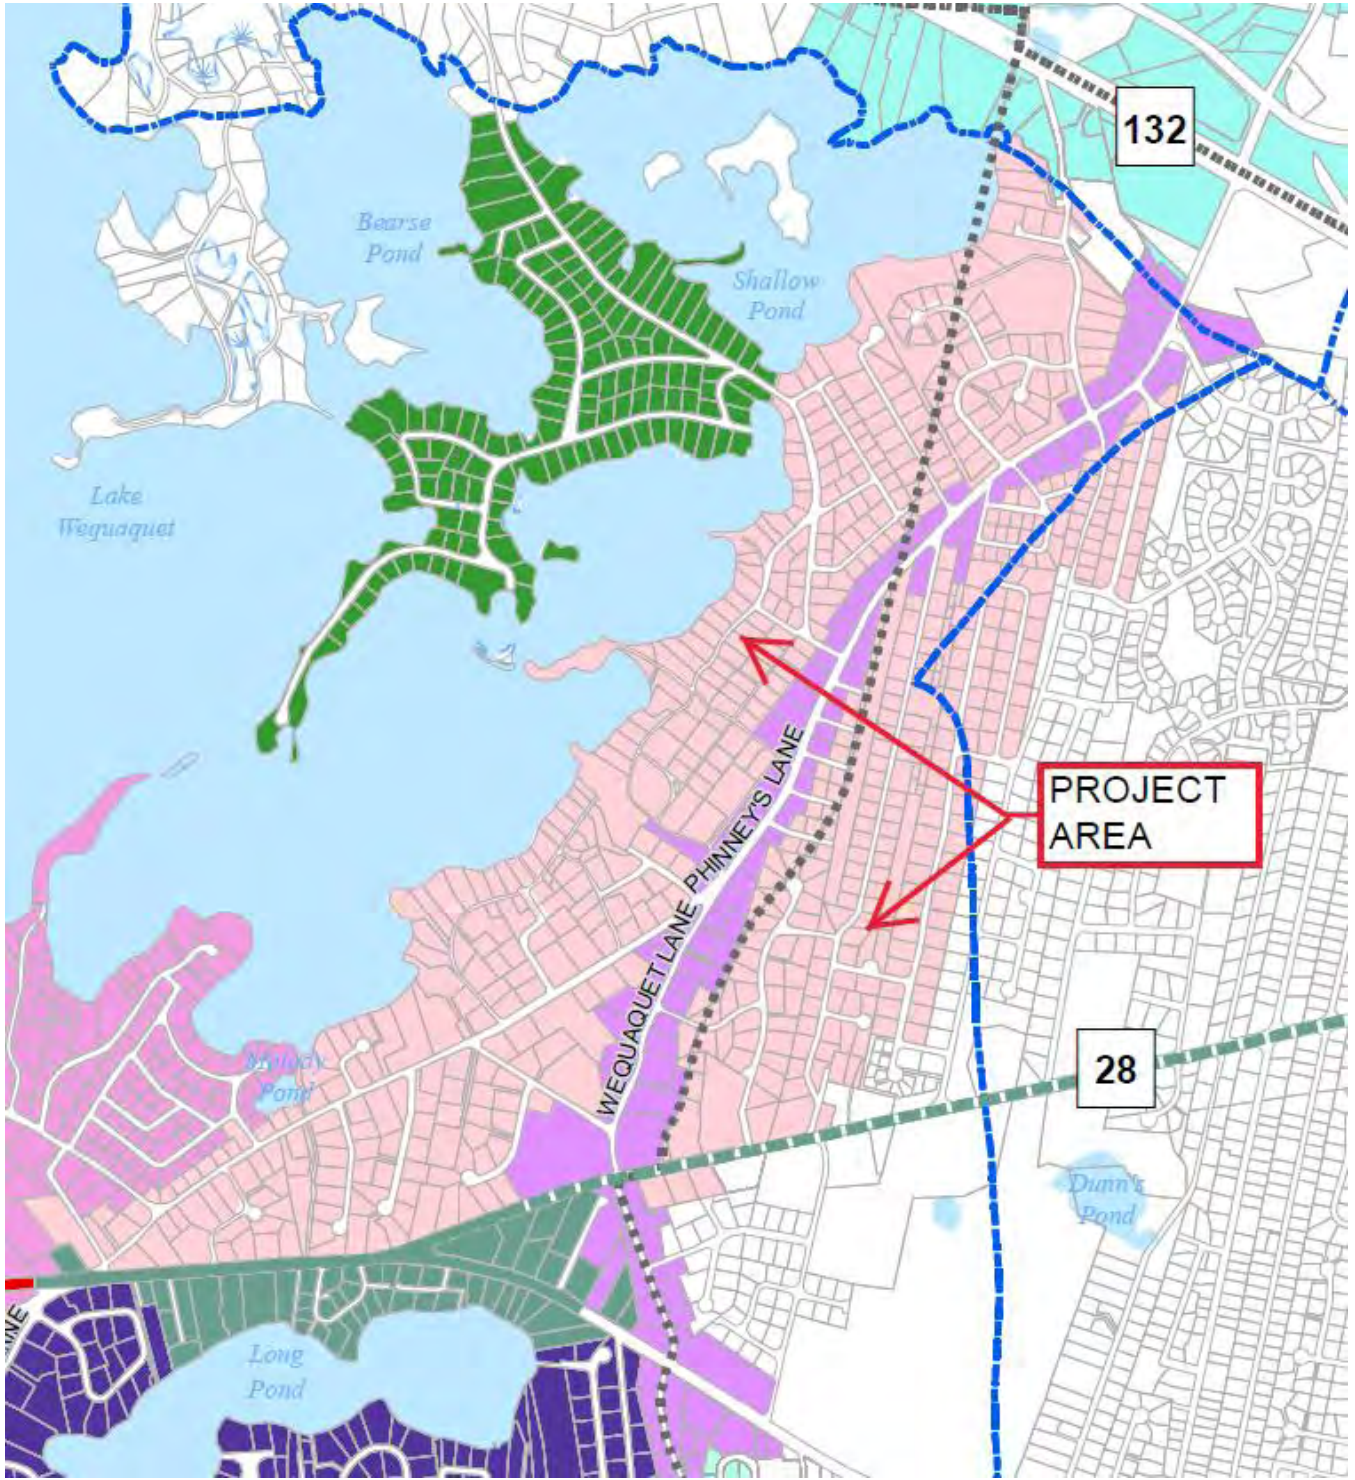 132
Bearse
Pond
Shallow
Pond
Lake
Wequaquet
PROJECT
AREA
PHINNEY'S LANE
WEQUAQUET LANE
28
Melody
Pond
Dunn's
Pond
Long
Pond